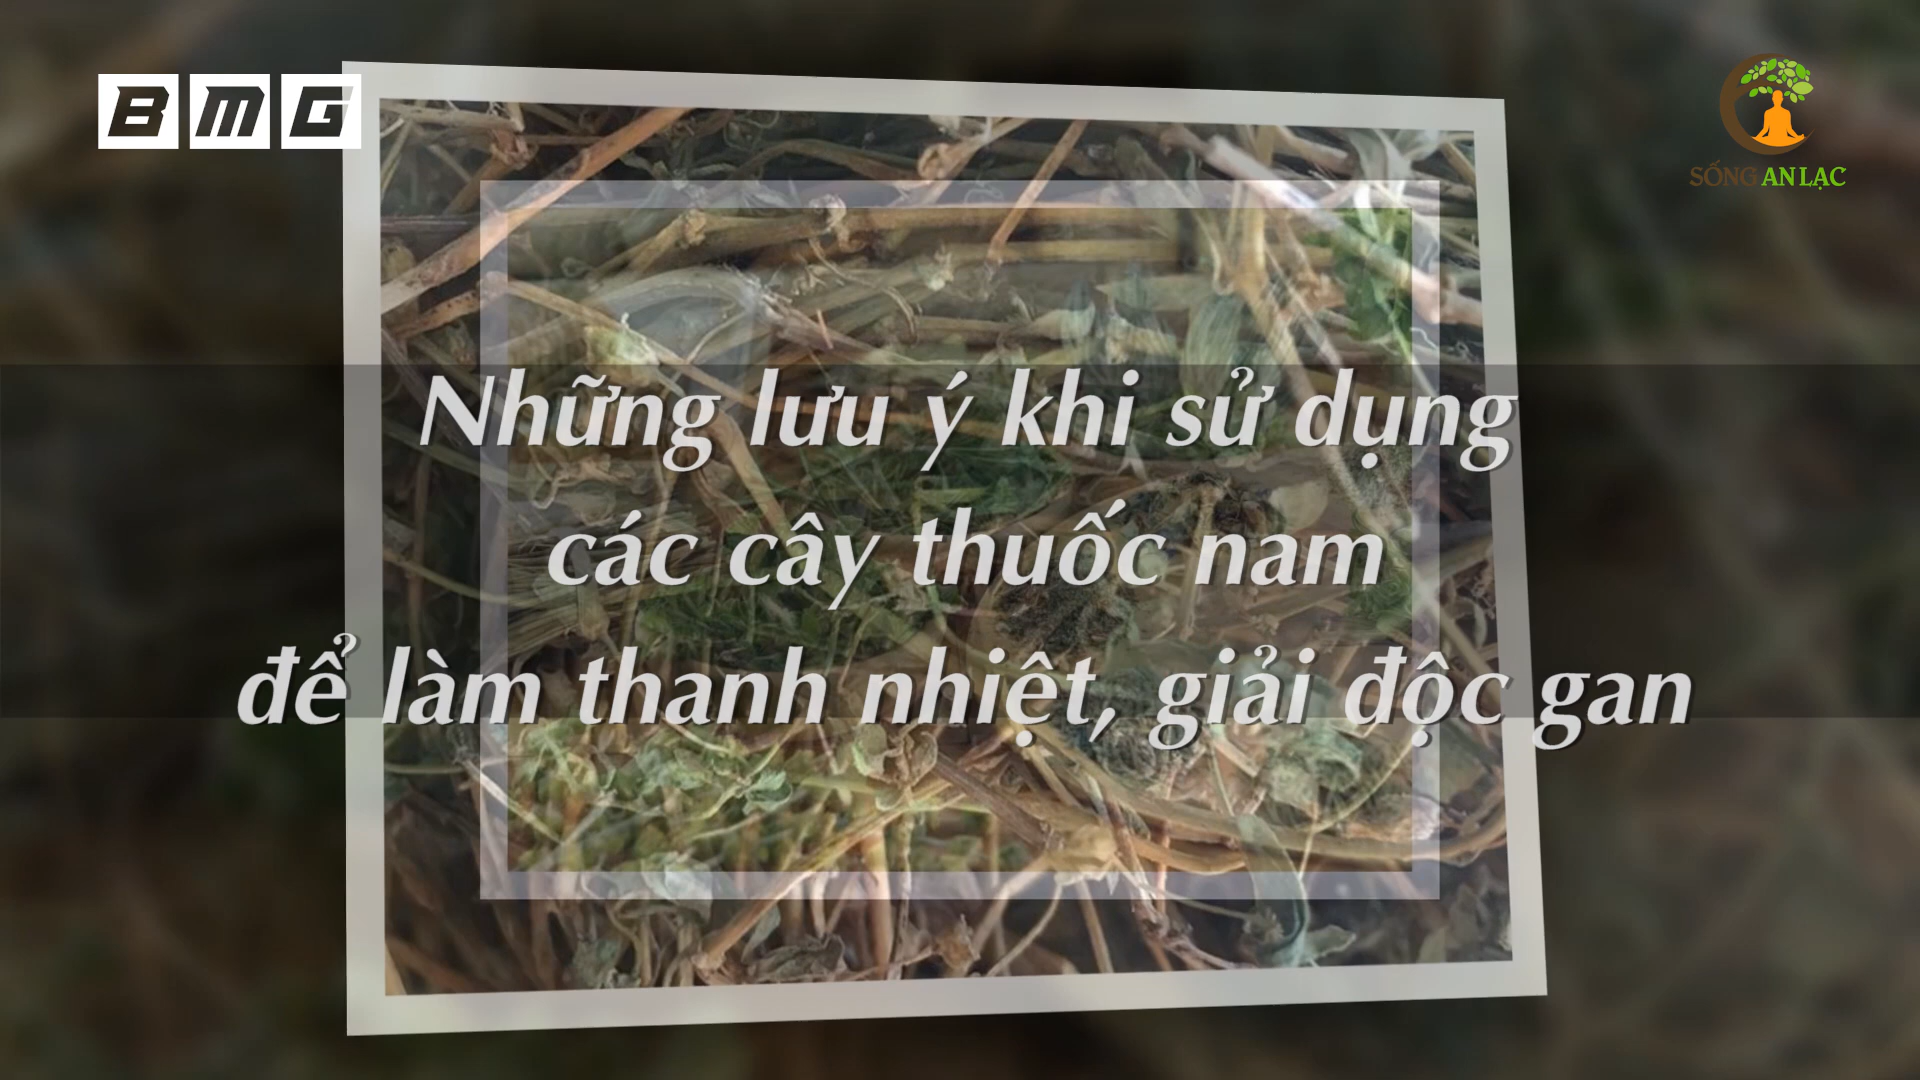 BMG
SỐNG AN LẠC
Những lưu ý khi sử dụng
các cây thuốc nam
để làm thanh nhiệt, giải độc gan